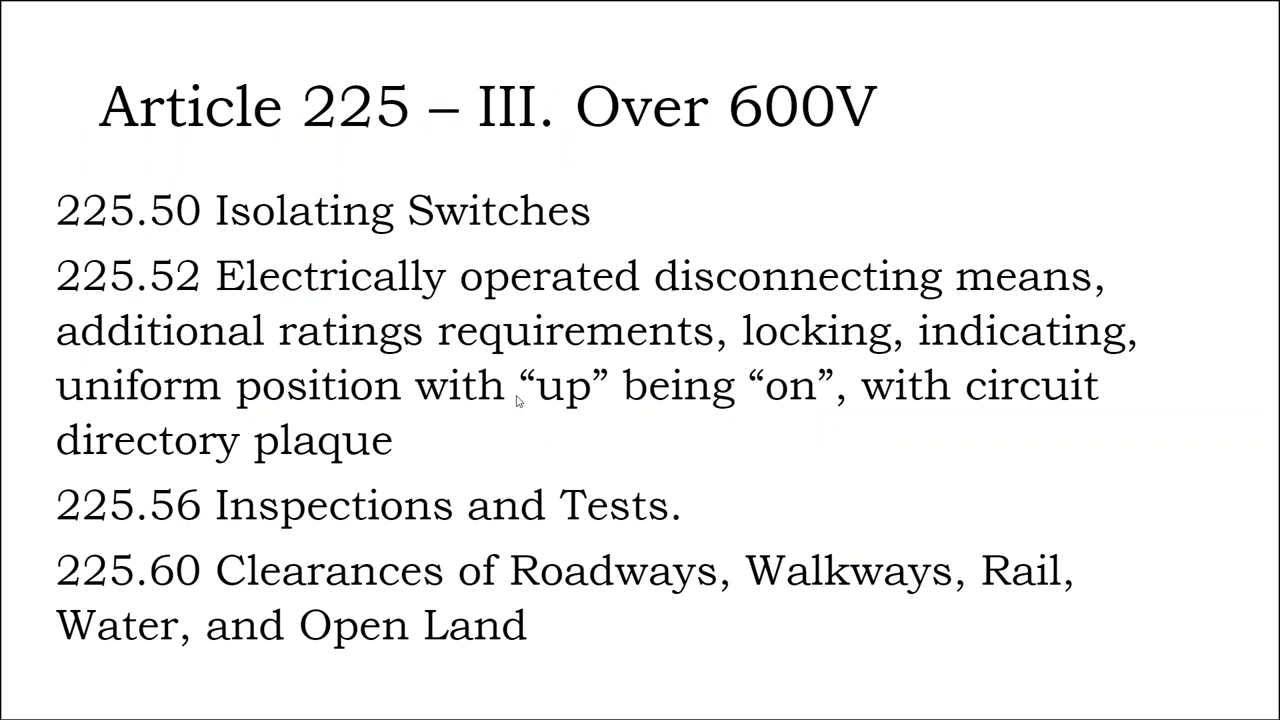 Article 225 – III. Over 600V
225.50 Isolating Switches
225.52 Electrically operated disconnecting means,
additional ratings requirements, locking, indicating,
uniform position with “up” being “on”, with circuit
directory plaque
225.56 Inspections and Tests.
225.60 Clearances of Roadways, Walkways, Rail,
Water, and Open Land